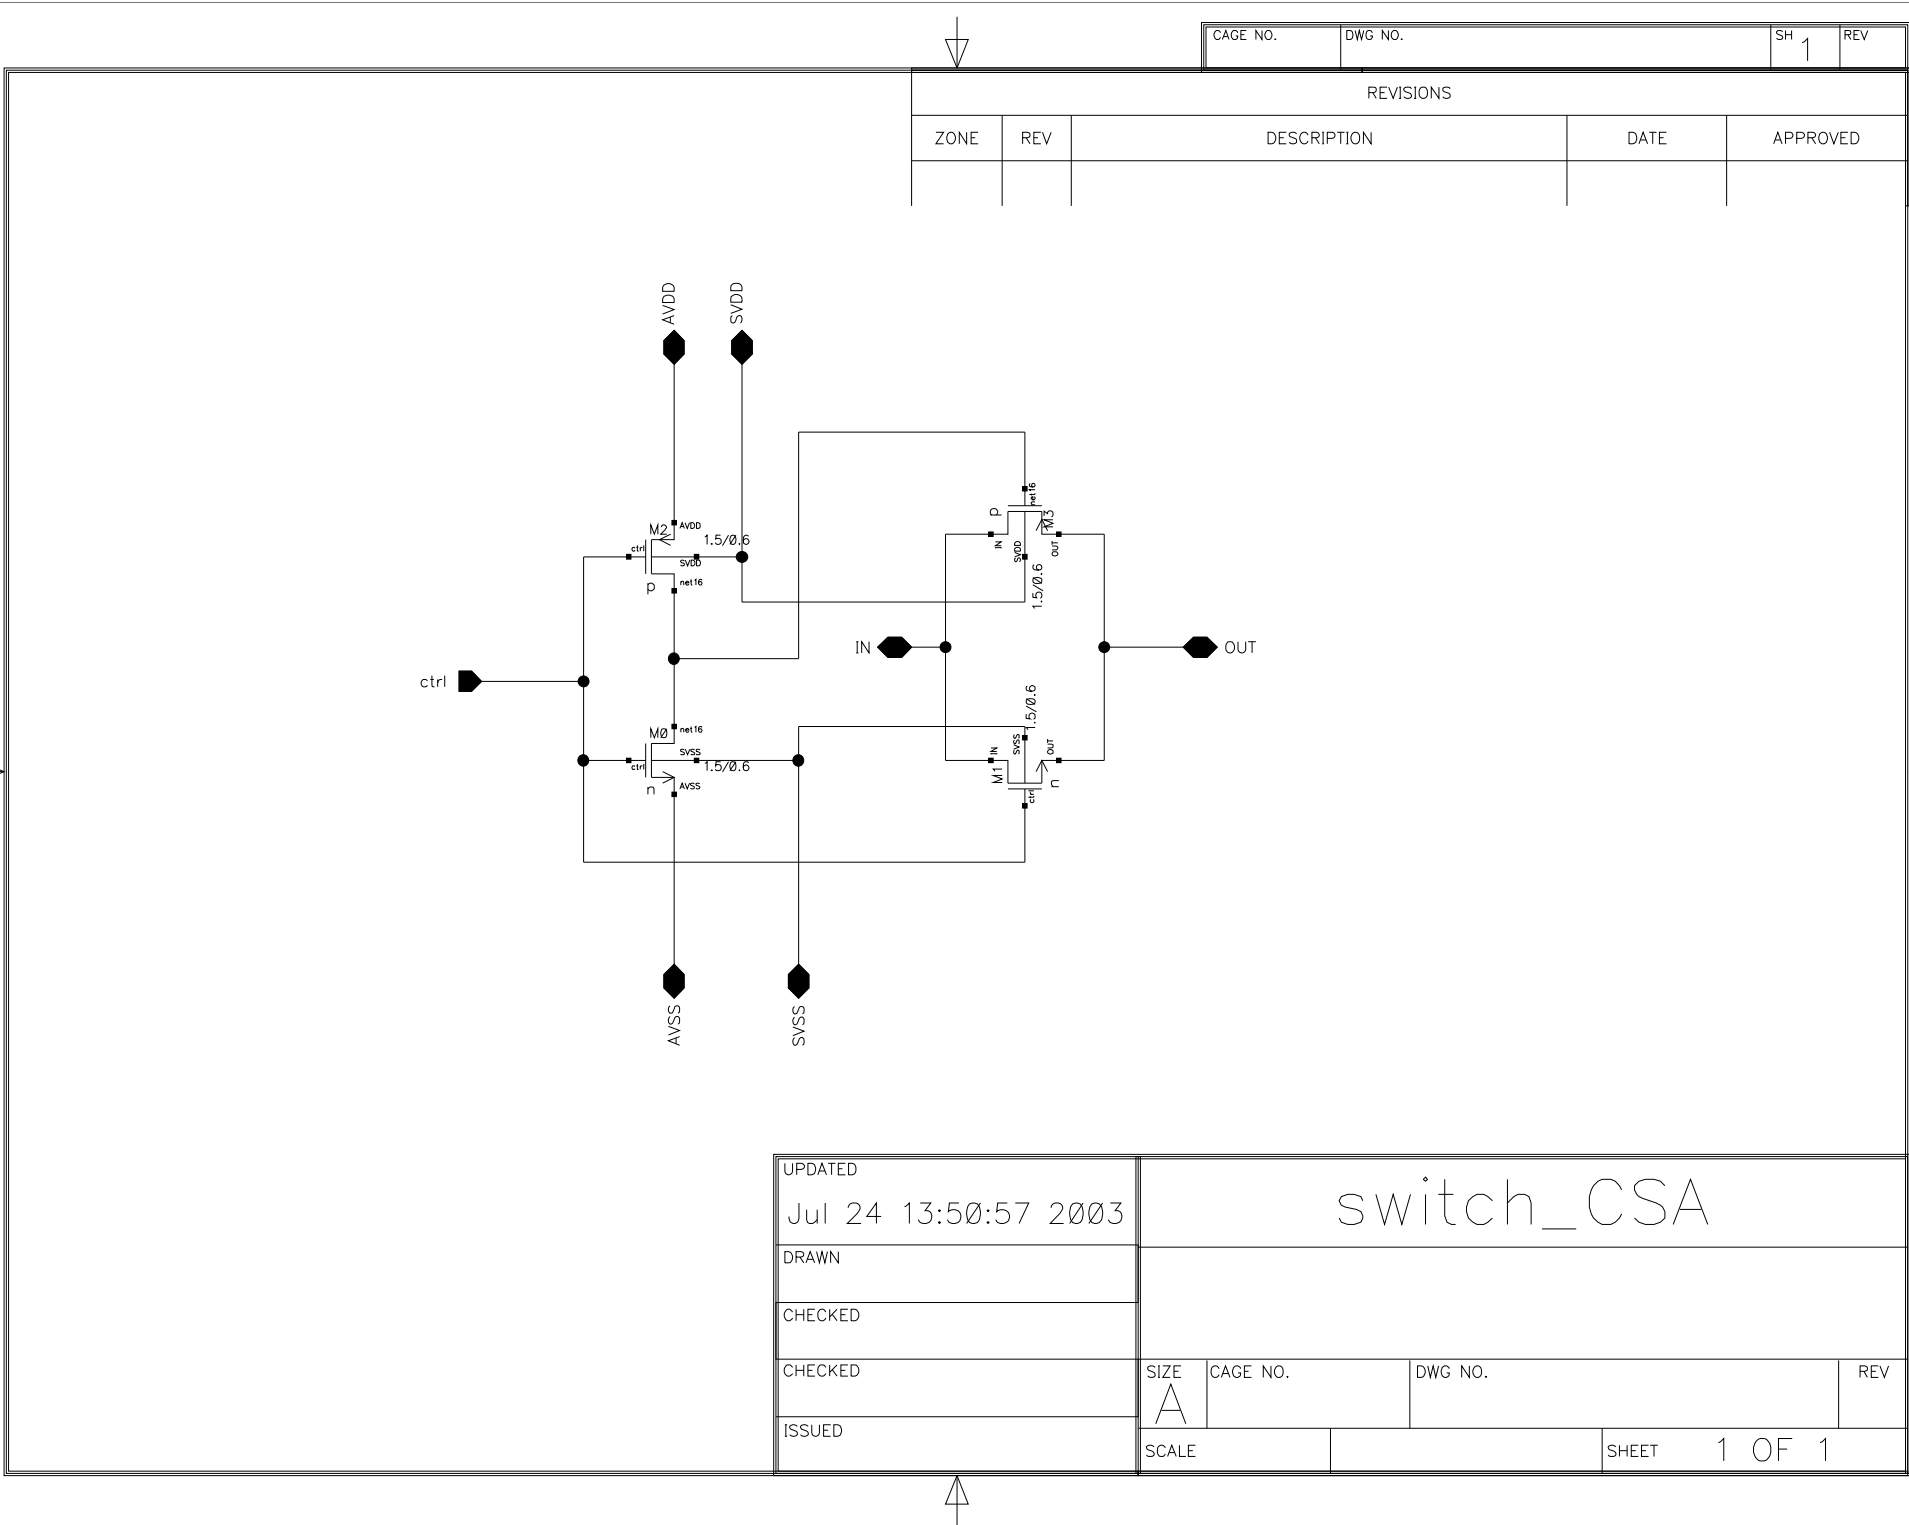 CAGE NO. DWG NO. SH 1 REV
REVISIONS
ZONE REV DESCRIPTION DATE APPROVED
AVDD SVDD
net16
p
M3
M2 AVDD
1.5/0.6
ctrl
SVDD
IN SVDD OUT
p net16
1.5/0.6
IN OUT
ctrl
1.5/0.6
M0 net16
SVSS
ctrl 1.5/0.6
IN SVSS OUT
M1 n
n AVSS
ctrl
AVSS SVSS
UPDATED
Jul 24 13:50:57 2003
switch_CSA
DRAWN
CHECKED
CHECKED
SIZE CAGE NO. DWG NO. REV
A
ISSUED
SCALE SHEET 1 OF 1